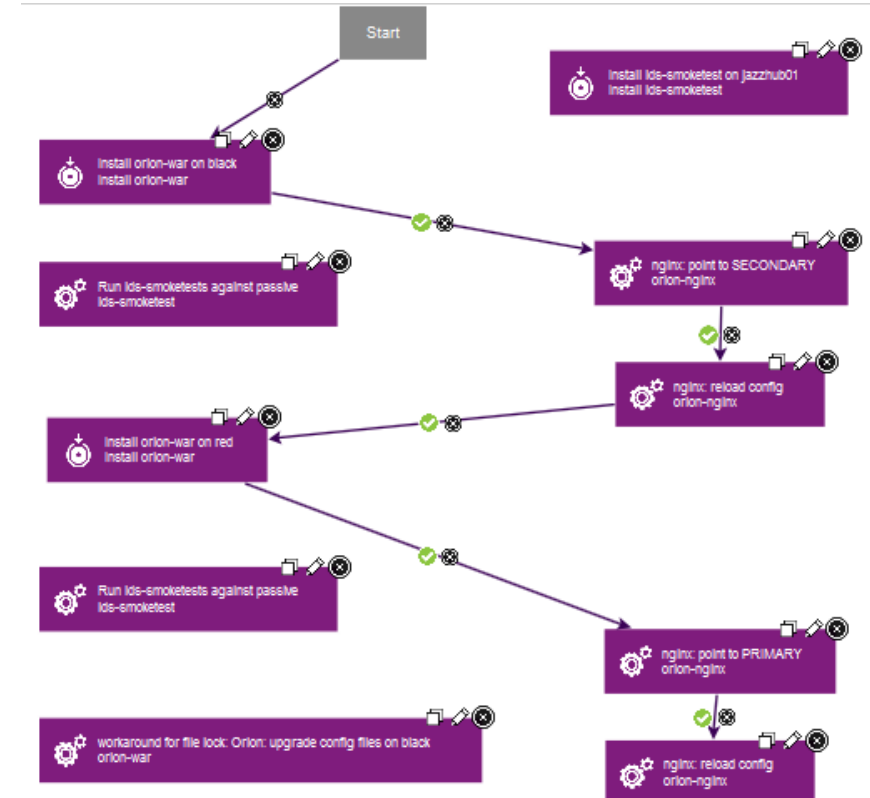 Start
Install lds-smoketest on jazzhub01
Install lds-smoketest
Install orion-war on black
Install orion-war
nginx: point to SECONDARY
orion-nginx
Run lds-smoketests against passive
lds-smoketest
nginx: reload config
orion-nginx
Install orion-war on red
Install orion-war
Run lds-smoketests against passive
lds-smoketest
nginx: point to PRIMARY
orion-nginx
workaround for file lock: Orion: upgrade config files on black
orion-war
nginx: reload config
orion-nginx